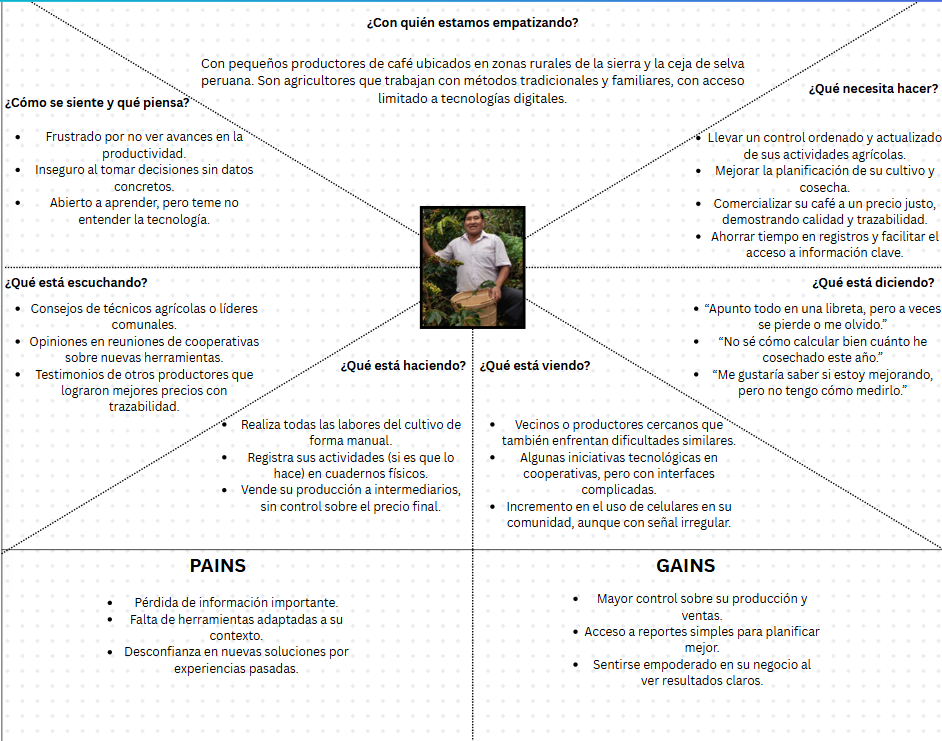 ¿Con quién estamos empatizando?
Con pequeños productores de café ubicados en zonas rurales de la sierra y la ceja de selva
peruana. Son agricultores que trabajan con métodos tradicionales y familiares, con acceso
limitado a tecnologías digitales.
¿Cómo se siente y qué piensa?
• Frustrado por no ver avances en la
productividad.
• Inseguro al tomar decisiones sin datos
concretos.
• Abierto a aprender, pero teme no
entender la tecnología.
¿Qué necesita hacer?
• Llevar un control ordenado y actualizado
de sus actividades agrícolas.
• Mejorar la planificación de su cultivo y
cosecha.
• Comercializar su café a un precio justo,
demostrando calidad y trazabilidad.
• Ahorrar tiempo en registros y facilitar el
acceso a información clave.
¿Qué está escuchando?
• Consejos de técnicos agrícolas o líderes
comunales.
• Opiniones en reuniones de cooperativas
sobre nuevas herramientas.
• Testimonios de otros productores que
lograron mejores precios con
trazabilidad.
¿Qué está diciendo?
• “Apunto todo en una libreta, pero a veces
se pierde o me olvido.”
• “No sé cómo calcular bien cuánto he
cosechado este año.”
• “Me gustaría saber si estoy mejorando,
pero no tengo cómo medirlo.”
¿Qué está haciendo?
• Realiza todas las labores del cultivo de
forma manual.
• Registra sus actividades (si es que lo
hace) en cuadernos físicos.
• Vende su producción a intermediarios,
sin control sobre el precio final.
¿Qué está viendo?
• Vecinos o productores cercanos que
también enfrentan dificultades similares.
• Algunas iniciativas tecnológicas en
cooperativas, pero con interfaces
complicadas.
• Incremento en el uso de celulares en su
comunidad, aunque con señal irregular.
PAINS
• Pérdida de información importante.
• Falta de herramientas adaptadas a su
contexto.
• Desconfianza en nuevas soluciones por
experiencias pasadas.
GAINS
• Mayor control sobre su producción y
ventas.
• Acceso a reportes simples para planificar
mejor.
• Sentirse empoderado en su negocio al
ver resultados claros.